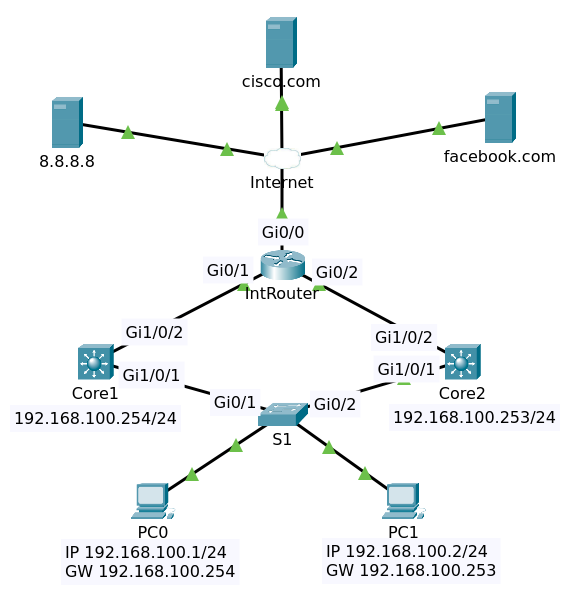 cisco.com
8.8.8.8
facebook.com
Internet
Gi0/0
Gi0/1
Gi0/2
IntRouter
Gi1/0/2
Gi1/0/2
Gi1/0/1
Gi1/0/1
Core1
Core2
192.168.100.254/24
192.168.100.253/24
Gi0/1
Gi0/2
S1
PC0
PC1
IP 192.168.100.1/24
GW 192.168.100.254
IP 192.168.100.2/24
GW 192.168.100.253